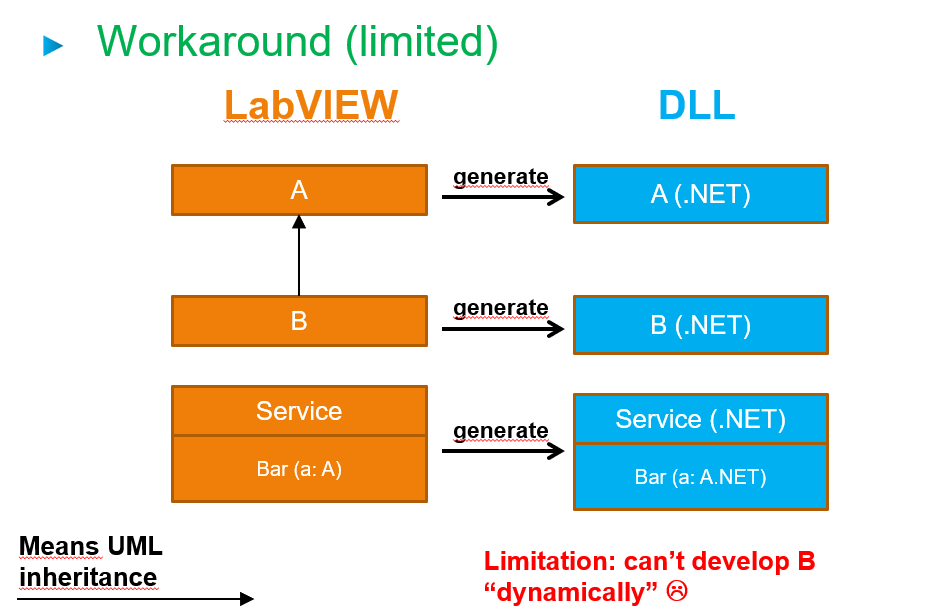 Workaround (limited)
LabVIEW
DLL
A
generate
A (.NET)
B
generate
B (.NET)
Service
Bar (a: A)
generate
Service (.NET)
Bar (a: A.NET)
Means UML
inheritance
Limitation: can’t develop B
“dynamically” ☹